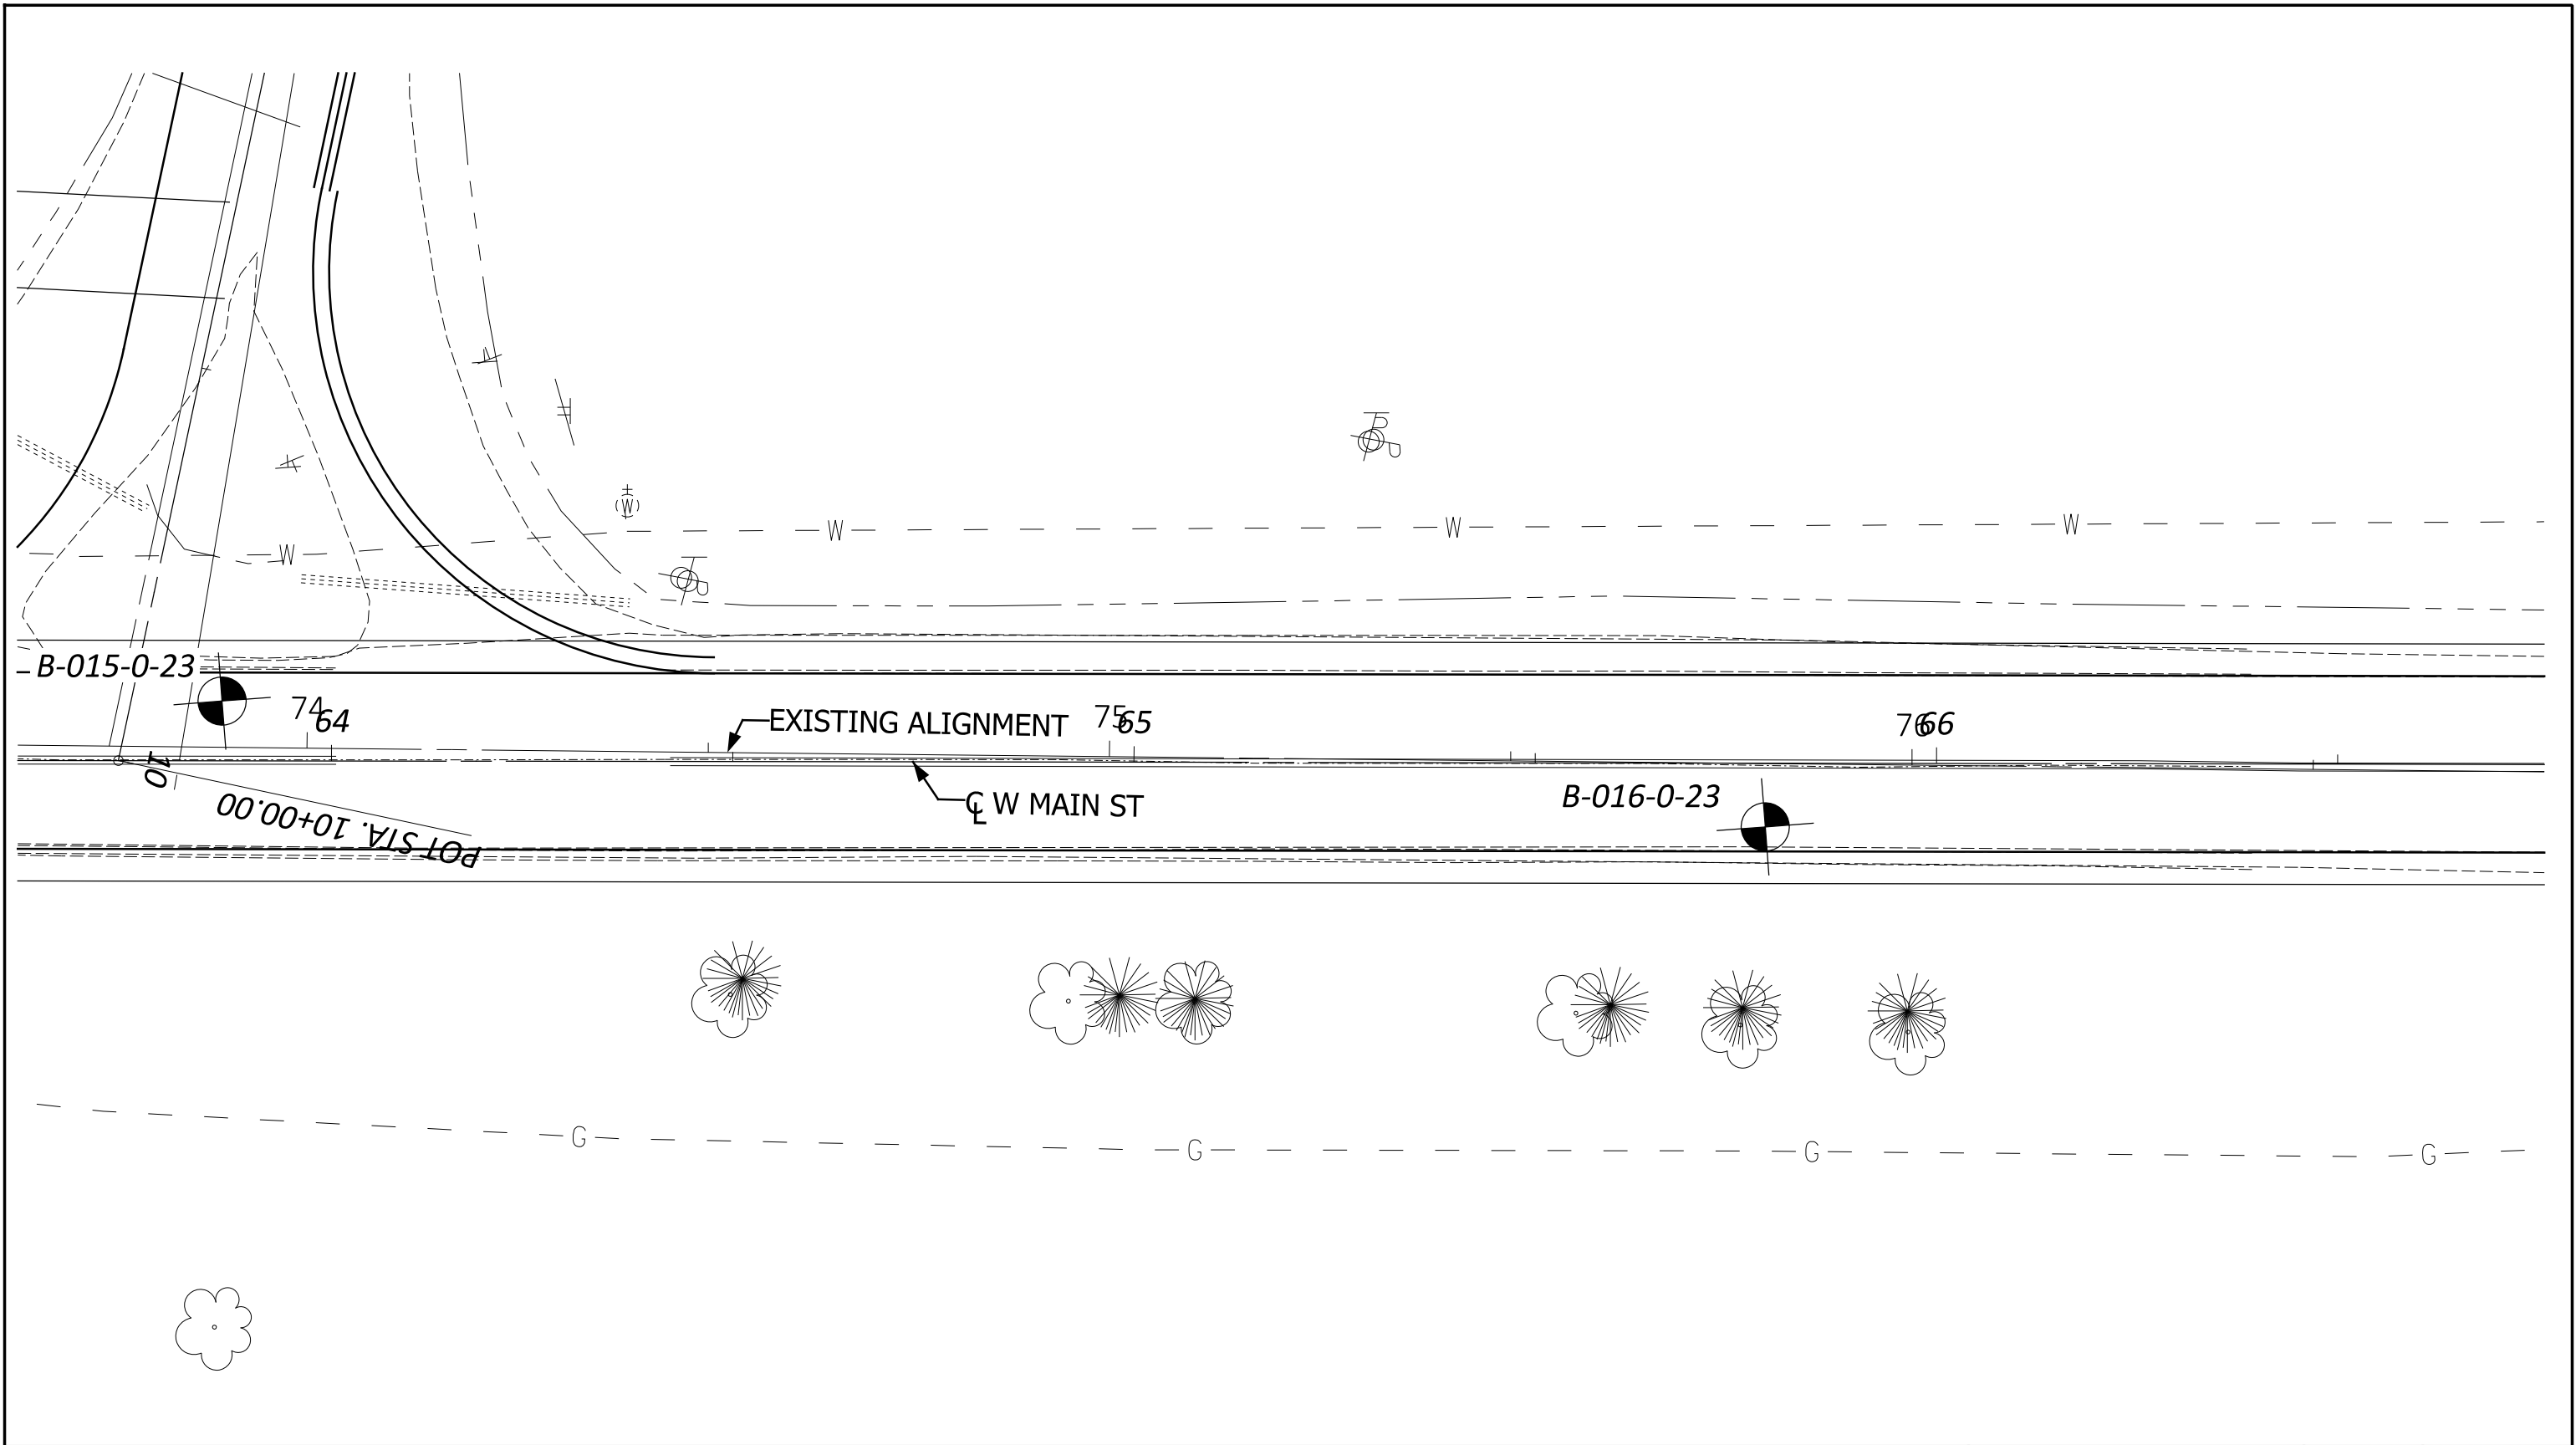 W
W
W
W
W
B-015-0-23
74
64
EXISTING ALIGNMENT
75
65
76
66
10
POT STA. 10+00.00
℄ W MAIN ST
B-016-0-23
G
G
G
G